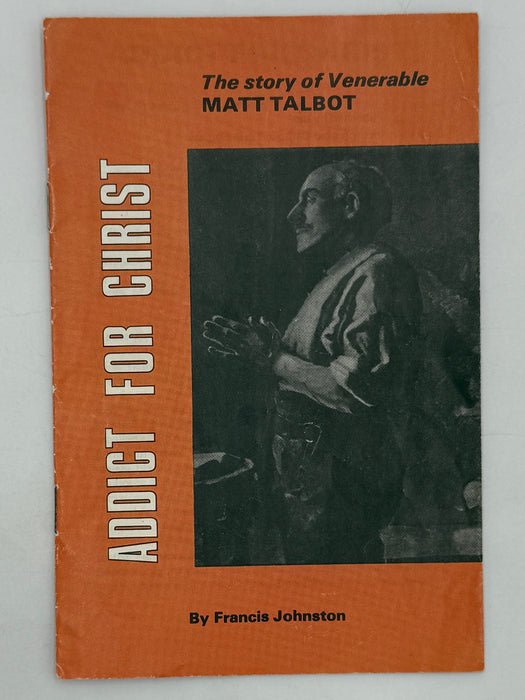 The story of Venerable
MATT TALBOT
ADDICT FOR CHRIST
By Francis Johnston